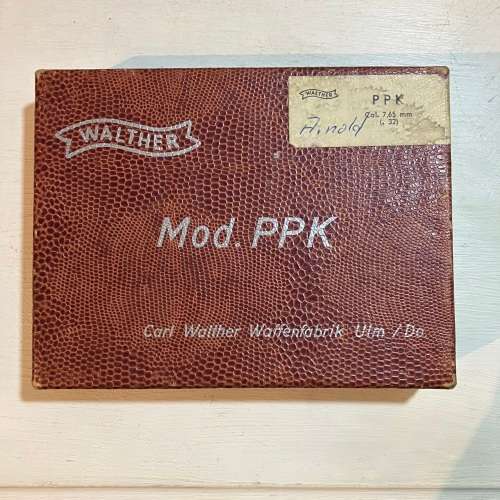 WALTHER
WALTHER
PPK
Cal. 7,65 mm
(. 32)
Arnold
Mod. PPK
Carl Walther Waffenfabrik Ulm / Do.